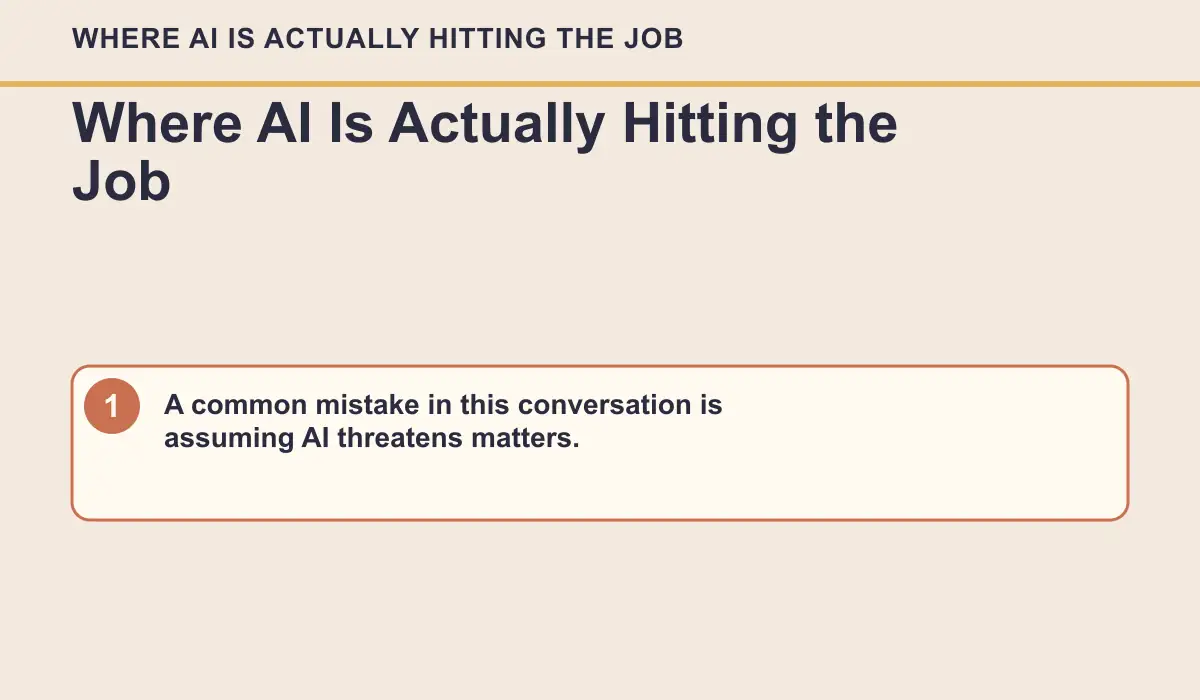 WHERE AI IS ACTUALLY HITTING THE JOB
Where AI Is Actually Hitting the
Job
1
A common mistake in this conversation is
assuming AI threatens matters.